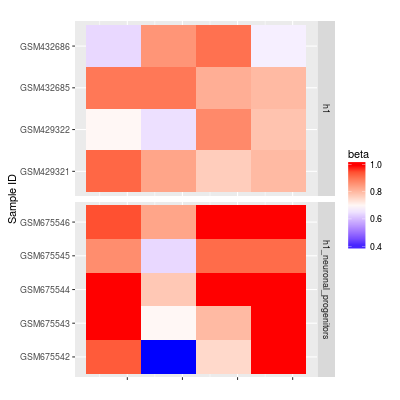 GSM432686
GSM432685
GSM429322
GSM429321
h1
GSM675546
GSM675545
GSM675544
GSM675543
GSM675542
h1_neuronal_progenitors
Sample ID
beta
1.0
0.8
0.6
0.4